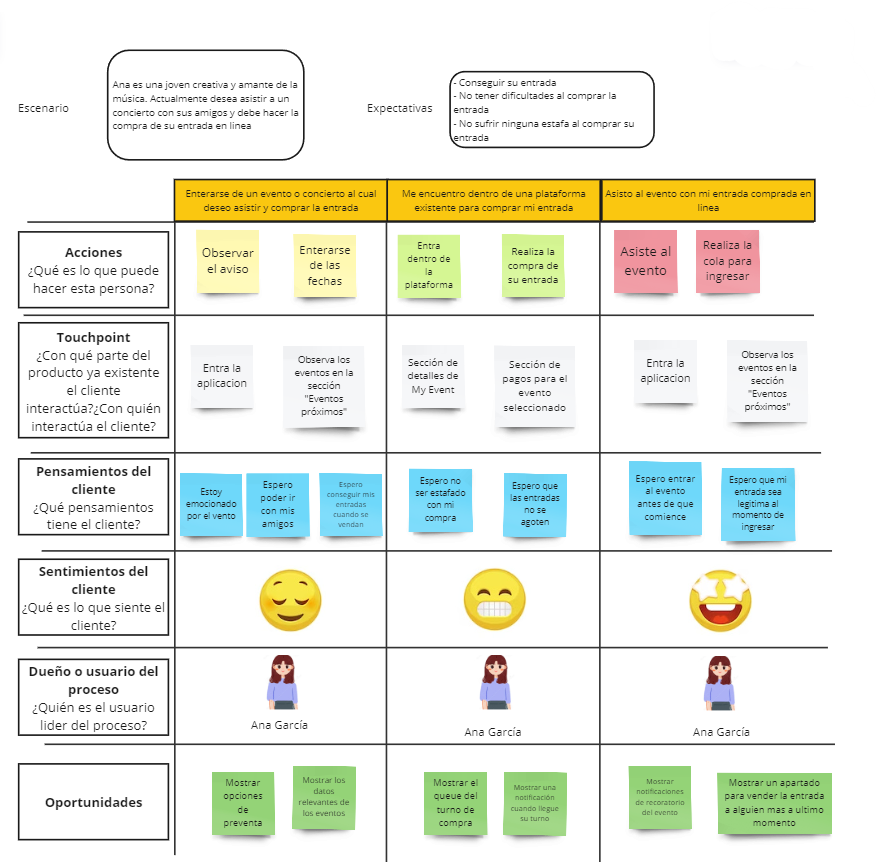 Escenario
Ana es una joven creativa y amante de la
música. Actualmente desea asistir a un
concierto con sus amigos y debe hacer la
compra de su entrada en linea
Expectativas
- Conseguir su entrada
- No tener dificultades al comprar la
entrada
- No sufrir ninguna estafa al comprar su
entrada
Enterarse de un evento o concierto al cual
deseo asistir y comprar la entrada
Me encuentro dentro de una plataforma
existente para comprar mi entrada
Asisto al evento con mi entrada comprada en
línea
Acciones
¿Qué es lo que puede
hacer esta persona?
Observar
el aviso
Enterarse
de las
fechas
Entra
dentro de
la
plataforma
Realiza la
compra de
su entrada
Asiste al
evento
Realiza la
cola para
ingresar
Touchpoint
¿Con qué parte del
producto ya existente
el cliente
interactúa?¿Con quién
interactúa el cliente?
Entra la
aplicacion
Observa los
eventos en la
sección
"Eventos
próximos"
Sección de
detalles de
My Event
Sección de
pagos para el
evento
seleccionado
Entra la
aplicacion
Observa los
eventos en la
sección
"Eventos
próximos"
Pensamientos del
cliente
¿Qué pensamientos
tiene el cliente?
Estoy
emocionado
por el vento
Espero
poder ir
con mis
amigos
Espero
conseguir mis
entradas
cuando se
vendan
Espero no
ser estafado
con mi
compra
Espero que
las entradas
no se
agoten
Espero entrar
al evento
antes de que
comience
Espero que mi
entrada sea
legitima al
momento de
ingresar
Sentimientos del
cliente
¿Qué es lo que siente el
cliente?
Dueño o usuario del
proceso
¿Quién es el usuario
lider del proceso?
Ana García
Ana García
Ana García
Oportunidades
Mostrar
opciones
de
preventa
Mostrar los
datos
relevantes de
los eventos
Mostrar el
queue del
turno de
compra
Mostrar una
notificación
cuando llegue
su turno
Mostrar
notificaciones
de recoratorio
del evento
Mostrar un apartado
para vender la entrada
a alguien mas a ultimo
momento